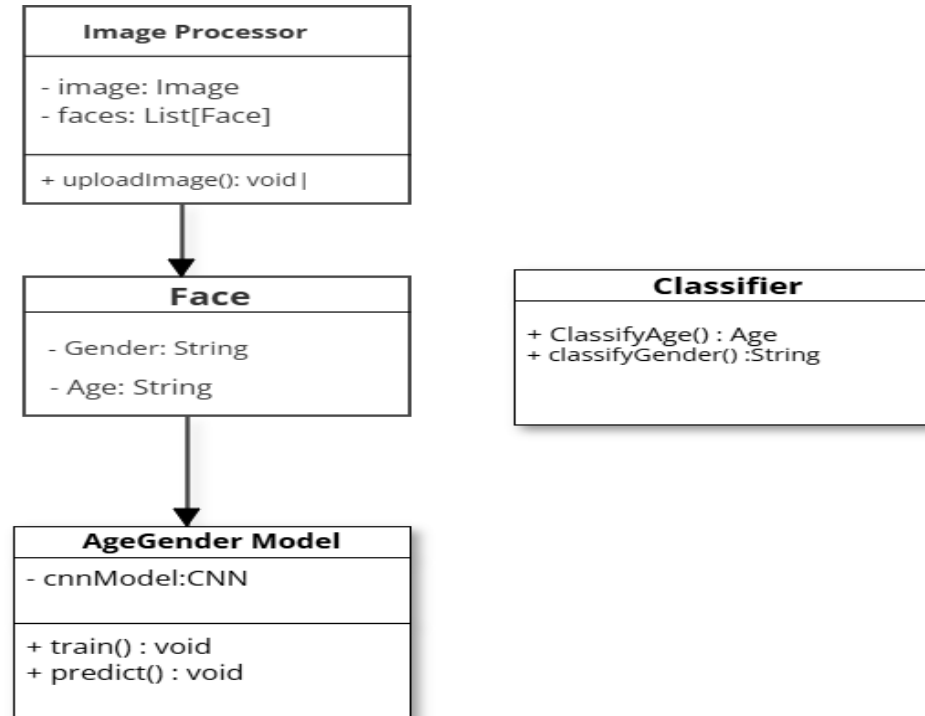 Image Processor
- image: Image
- faces: List[Face]
+ uploadImage(): void|
Face
- Gender: String
- Age: String
Classifier
+ ClassifyAge() : Age
+ classifyGender() :String
AgeGender Model
- cnnModel:CNN
+ train() : void
+ predict() : void